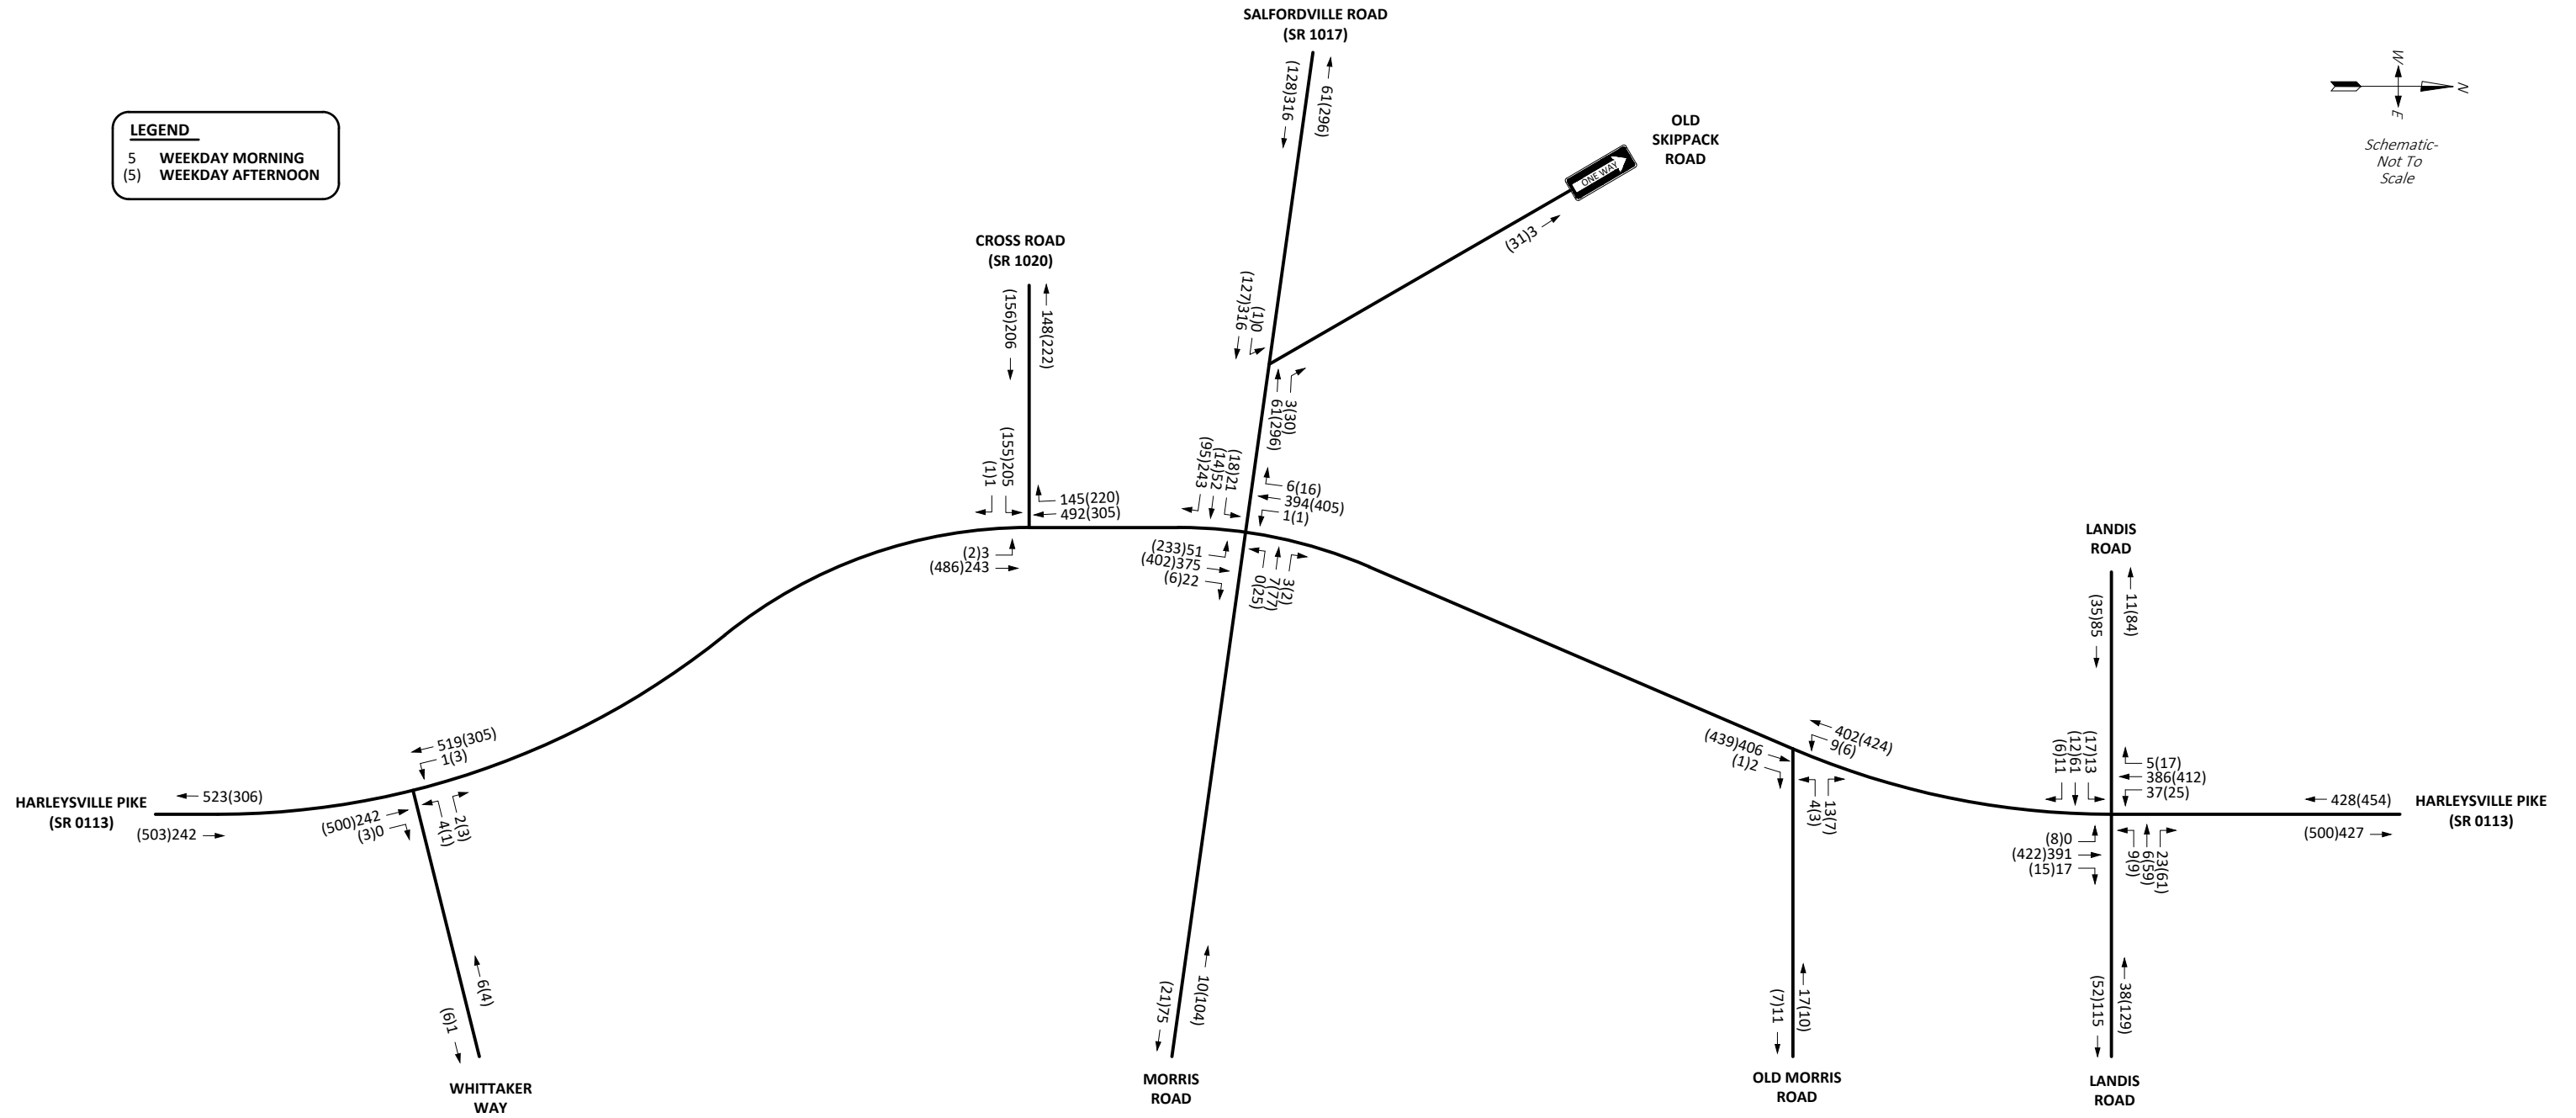 SALFORDVILLE ROAD
(SR 1017)
(128)316
61(296)
W
N
E
Schematic-
Not To
Scale
LEGEND
5 WEEKDAY MORNING
(5) WEEKDAY AFTERNOON
OLD
SKIPPACK
ROAD
ONE WAY
(31)3
CROSS ROAD
(SR 1020)
(156)206
148(222)
(1)0
(127)316
3(30)
61(296)
(155)205
(1)1
145(220)
492(305)
(2)3
(486)243
(18)21
(14)52
(95)243
6(16)
394(405)
1(1)
(233)51
(402)375
(6)22
3(2)
7(77)
0(25)
LANDIS
ROAD
(35)85
11(84)
(17)13
(12)61
(6)11
5(17)
386(412)
37(25)
(8)0
(422)391
(15)17
23(61)
6(59)
9(9)
402(424)
9(6)
(439)406
(1)2
13(7)
4(3)
519(305)
1(3)
(500)242
(3)0
2(3)
4(1)
HARLEYSVILLE PIKE
(SR 0113)
523(306)
(503)242
428(454)
(500)427
HARLEYSVILLE PIKE
(SR 0113)
6(4)
(6)1
(21)75
10(104)
(7)11
17(10)
(52)115
38(129)
WHITTAKER
WAY
MORRIS
ROAD
OLD MORRIS
ROAD
LANDIS
ROAD